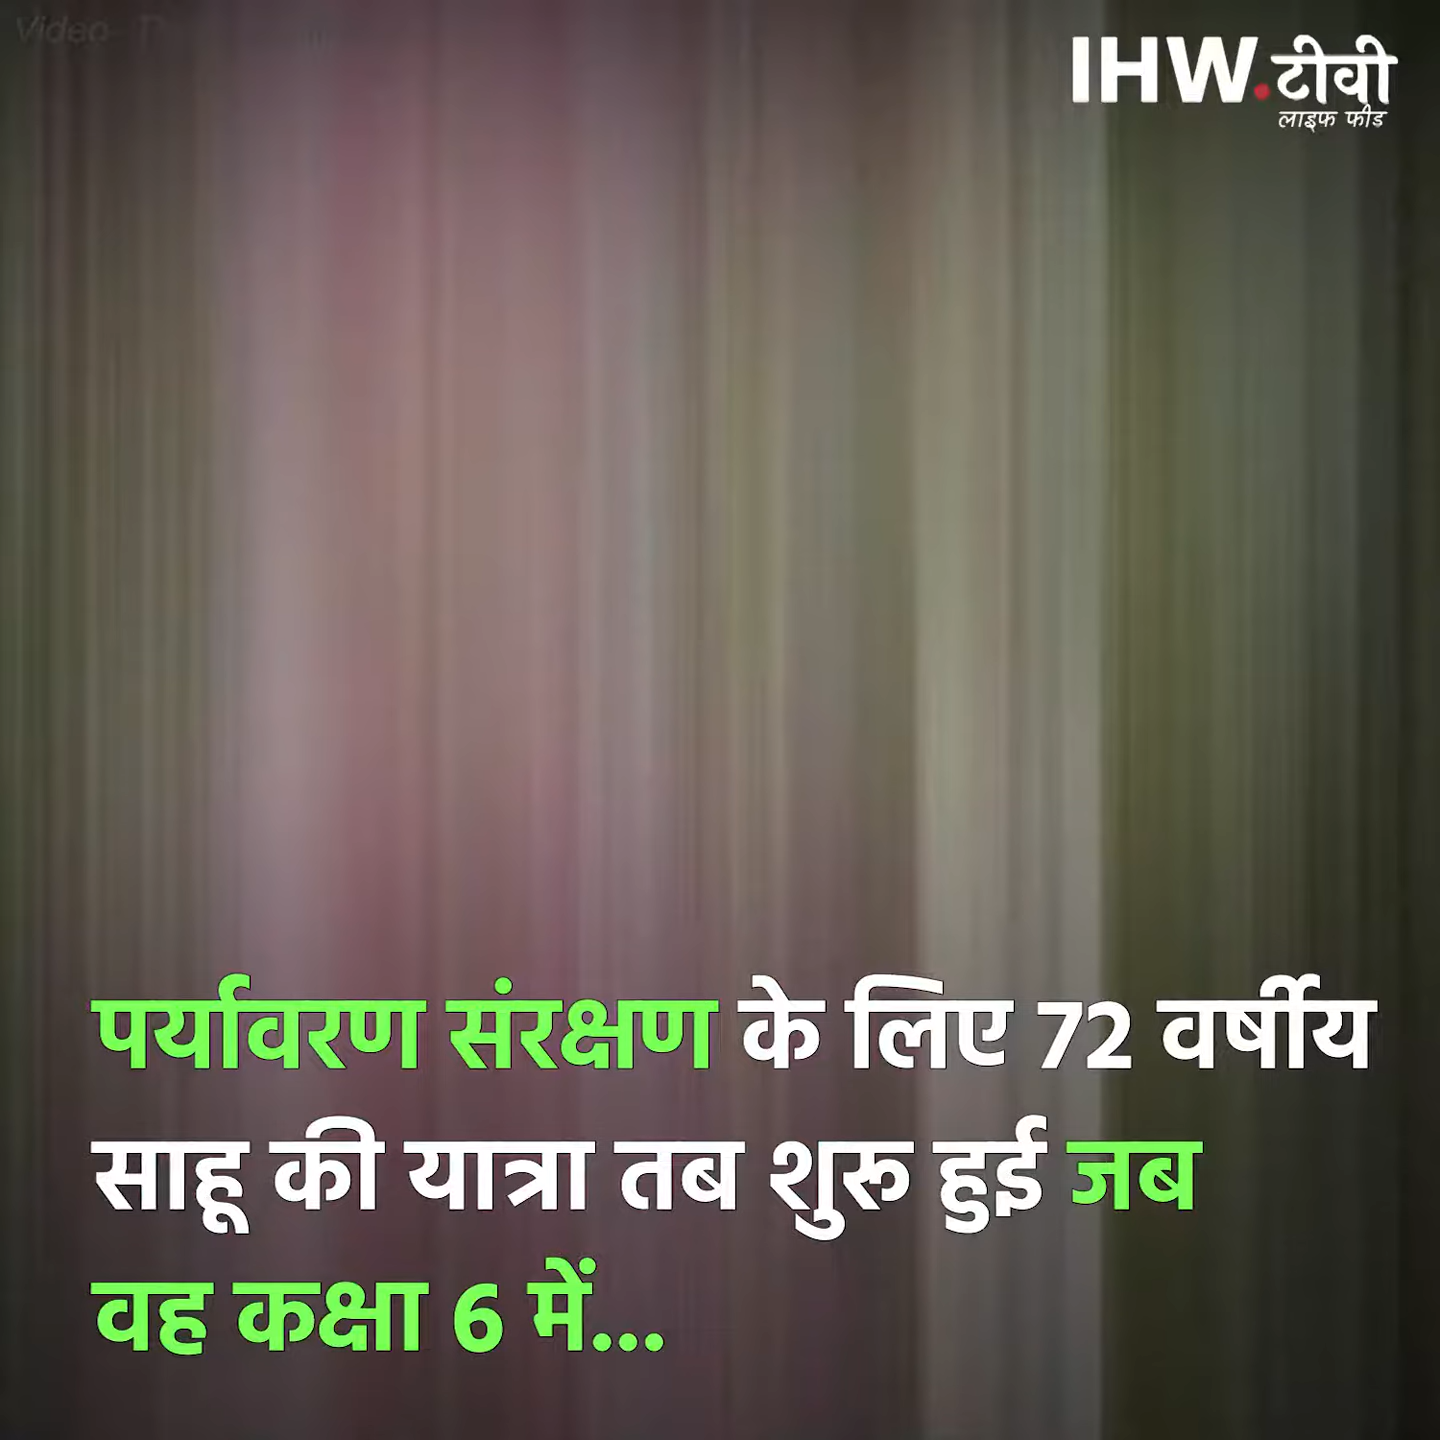 IHW.टीवी
लाइफ फीड
पर्यावरण संरक्षण के लिए 72 वर्षीय
साहू की यात्रा तब शुरू हुई जब
वह कक्षा 6 में...